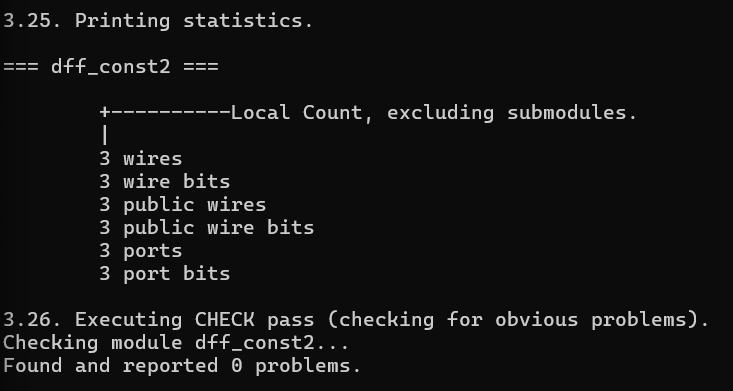 3.25. Printing statistics.

=== dff_const2 ===

        +----------Local Count, excluding submodules.
        |
        3 wires
        3 wire bits
        3 public wires
        3 public wire bits
        3 ports
        3 port bits

3.26. Executing CHECK pass (checking for obvious problems).
Checking module dff_const2...
Found and reported 0 problems.